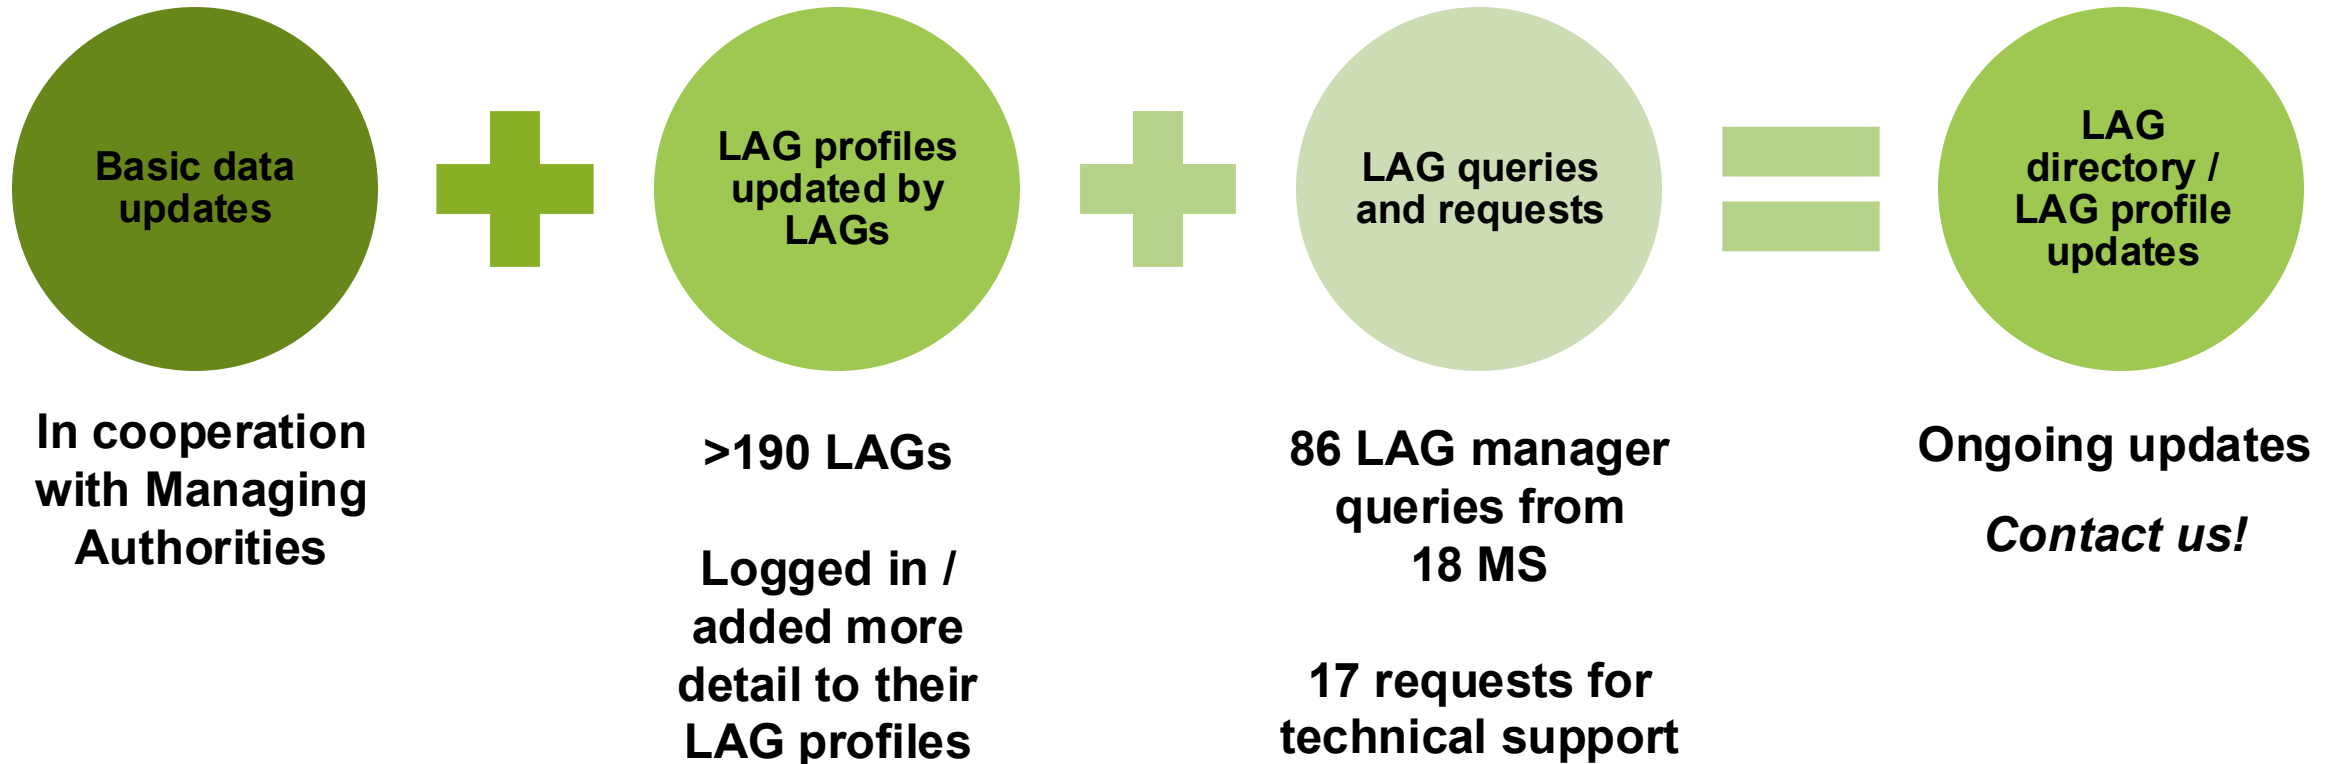 Basic data
updates
LAG profiles
updated by
LAGs
LAG queries
and requests
LAG
directory /
LAG profile
updates
In cooperation
with Managing
Authorities
>190 LAGs
Logged in /
added more
detail to their
LAG profiles
86 LAG manager
queries from
18 MS
17 requests for
technical support
Ongoing updates
Contact us!